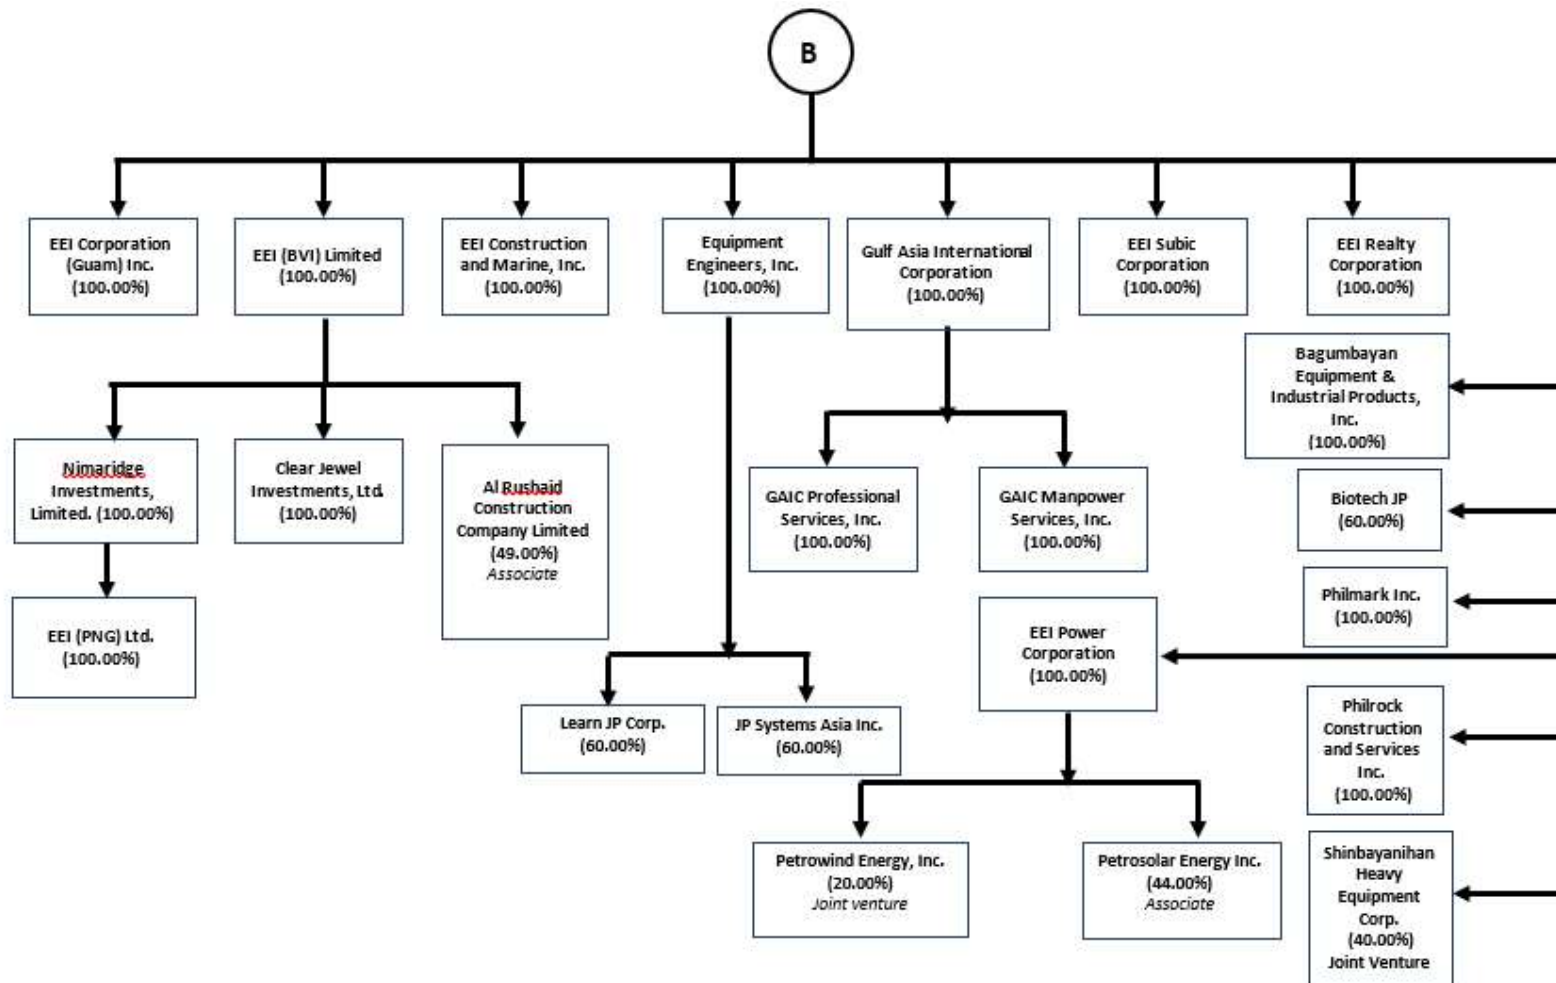 B
EEI Corporation
(Guam) Inc.
(100.00%)
EEI (BVI) Limited
(100.00%)
EEI Construction
and Marine, Inc.
(100.00%)
Equipment
Engineers, Inc.
(100.00%)
Gulf Asia International
Corporation
(100.00%)
EEI Subic
Corporation
(100.00%)
EEI Realty
Corporation
(100.00%)
Bagumbayan
Equipment &
Industrial Products,
Inc.
(100.00%)
Nimaridge
Investments,
Limited. (100.00%)
Clear Jewel
Investments, Ltd.
(100.00%)
Al Rushaid
Construction
Company Limited
(49.00%)
Associate
GAIC Professional
Services, Inc.
(100.00%)
GAIC Manpower
Services, Inc.
(100.00%)
Biotech JP
(60.00%)
Philmark Inc.
(100.00%)
EEI (PNG) Ltd.
(100.00%)
EEI Power
Corporation
(100.00%)
Learn JP Corp.
(60.00%)
JP Systems Asia Inc.
(60.00%)
Philrock
Construction
and Services
Inc.
(100.00%)
Petrowind Energy, Inc.
(20.00%)
Joint venture
Petrosolar Energy Inc.
(44.00%)
Associate
Shinbayanihan
Heavy
Equipment
Corp.
(40.00%)
Joint Venture